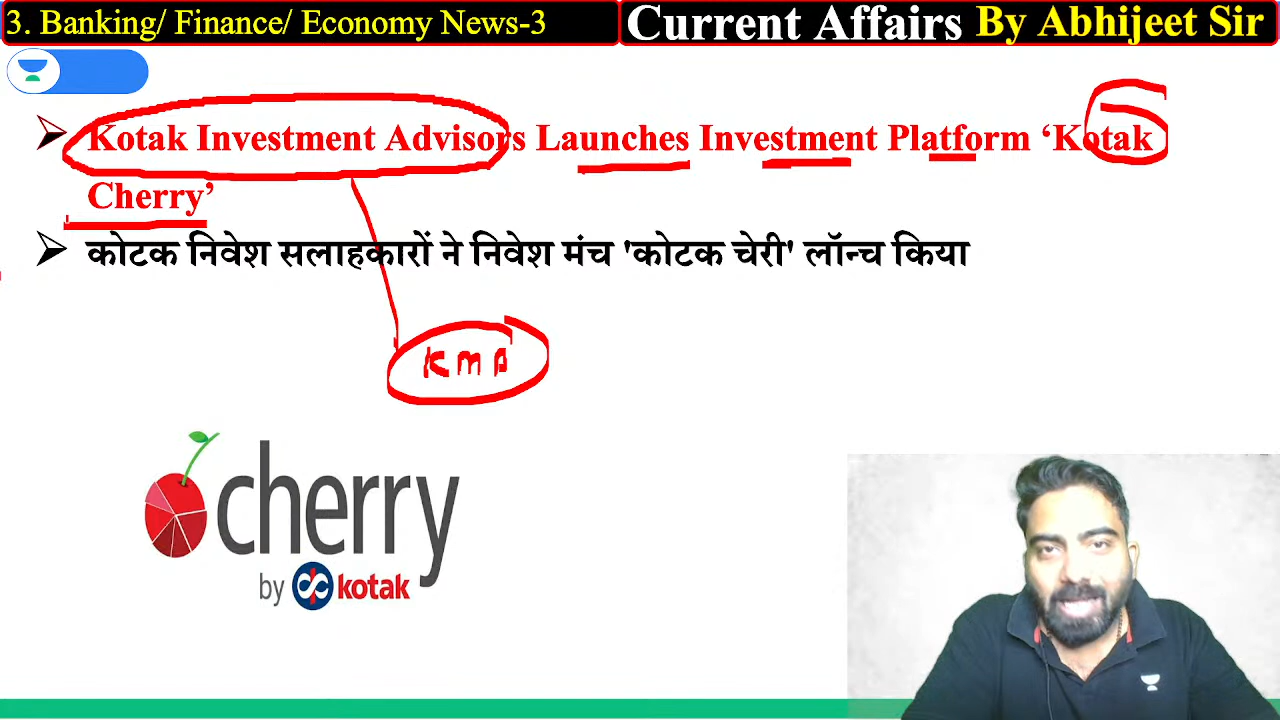 3. Banking/ Finance/ Economy News-3
Current Affairs By Abhijeet Sir
Kotak Investment Advisors Launches Investment Platform ‘Kotak
Cherry’
कोटक निवेश सलाहकारों ने निवेश मंच 'कोटक चेरी' लॉन्च किया
KMB
cherry
by kotak